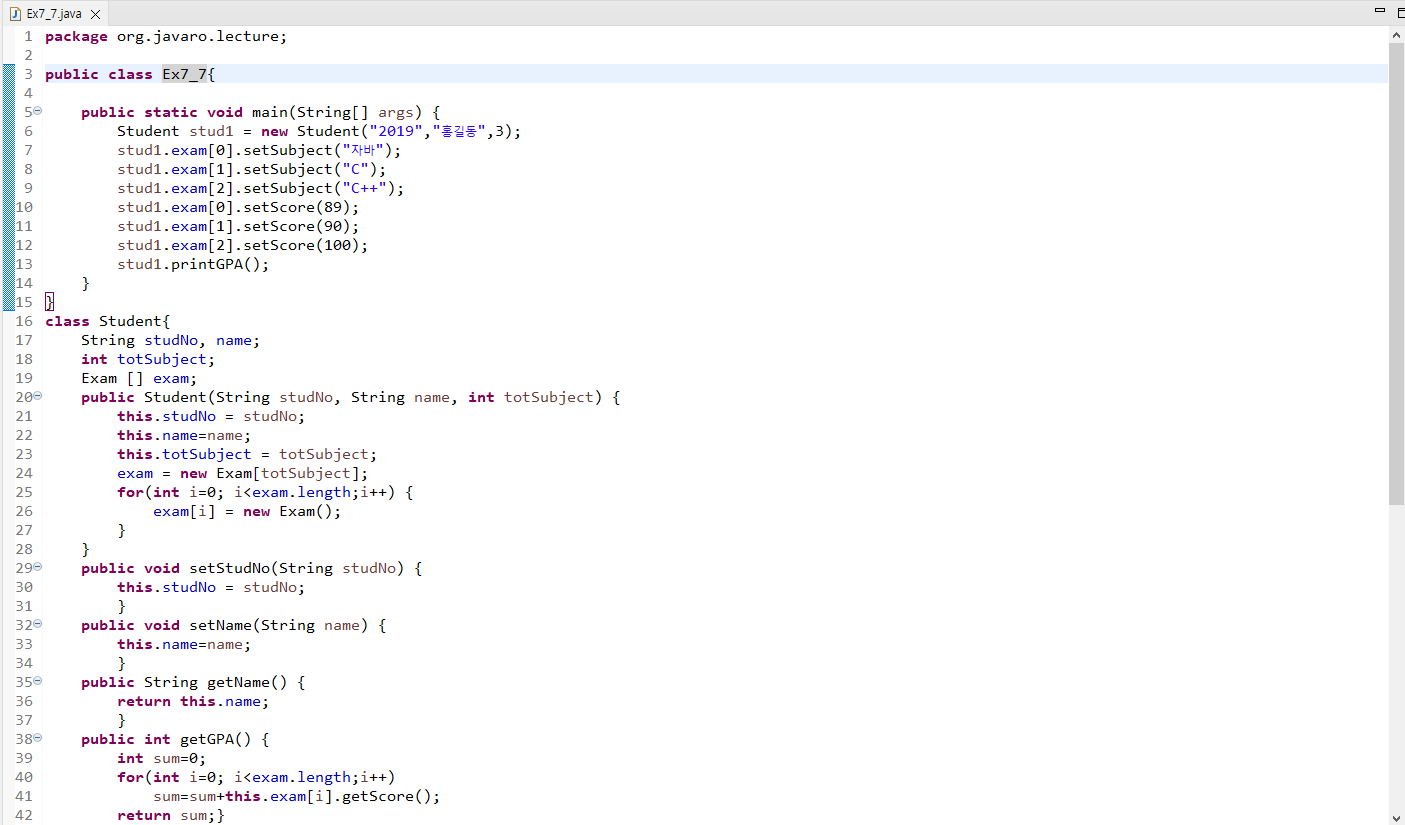 Ex7_7.java
1 package org.javaro.lecture;
2
3 public class Ex7_7{
4
5     public static void main(String[] args) {
6         Student stud1 = new Student("2019","홍길동",3);
7         stud1.exam[0].setSubject("자바");
8         stud1.exam[1].setSubject("C");
9         stud1.exam[2].setSubject("C++");
10         stud1.exam[0].setScore(89);
11         stud1.exam[1].setScore(90);
12         stud1.exam[2].setScore(100);
13         stud1.printGPA();
14     }
15 }
16 class Student{
17     String studNo, name;
18     int totSubject;
19     Exam [] exam;
20     public Student(String studNo, String name, int totSubject) {
21         this.studNo = studNo;
22         this.name=name;
23         this.totSubject = totSubject;
24         exam = new Exam[totSubject];
25         for(int i=0; i<exam.length;i++) {
26             exam[i] = new Exam();
27         }
28     }
29     public void setStudNo(String studNo) {
30         this.studNo = studNo;
31         }
32     public void setName(String name) {
33         this.name=name;
34         }
35     public String getName() {
36         return this.name;
37         }
38     public int getGPA() {
39         int sum=0;
40         for(int i=0; i<exam.length;i++)
41             sum=sum+this.exam[i].getScore();
42         return sum;}